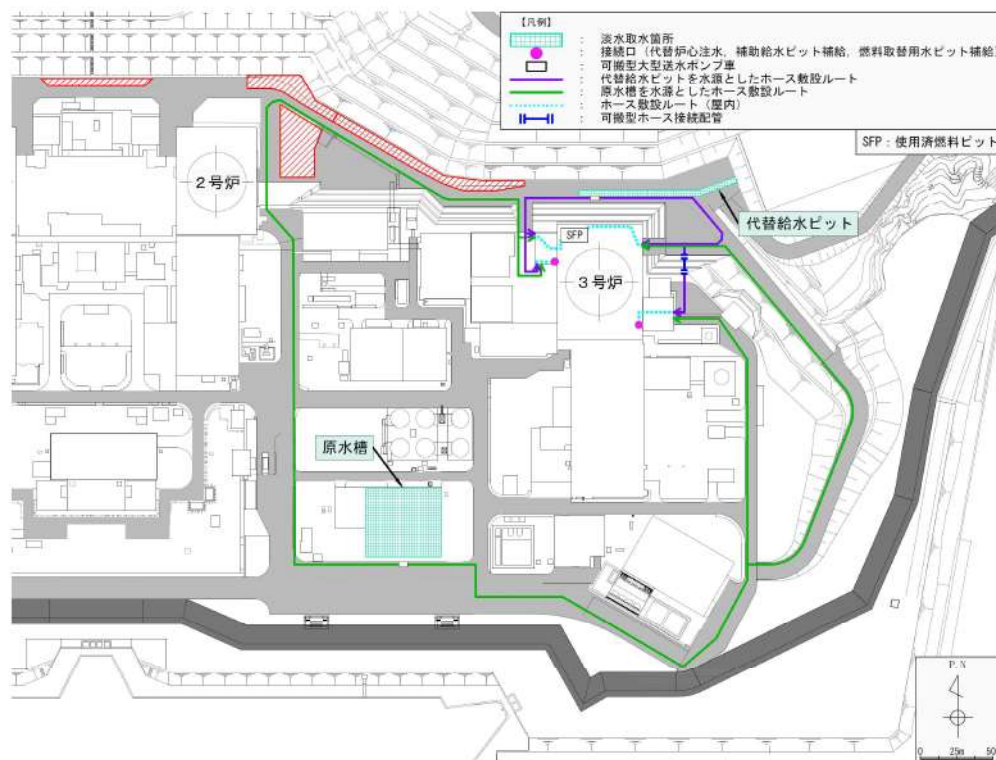 【凡例】
： 淡水取水箇所
： 接続口（代替炉心注水，補助給水ピット補給，燃料取替用水ピット補給）
： 可搬型大型送水ポンプ車
： 代替給水ピットを水源としたホース敷設ルート
： 原水槽を水源としたホース敷設ルート
： ホース敷設ルート（屋内）
： 可搬型ホース接続配管
SFP：使用済燃料ピット
２号炉
代替給水ピット
SFP
３号炉
原水槽
P.N
0 25m 50